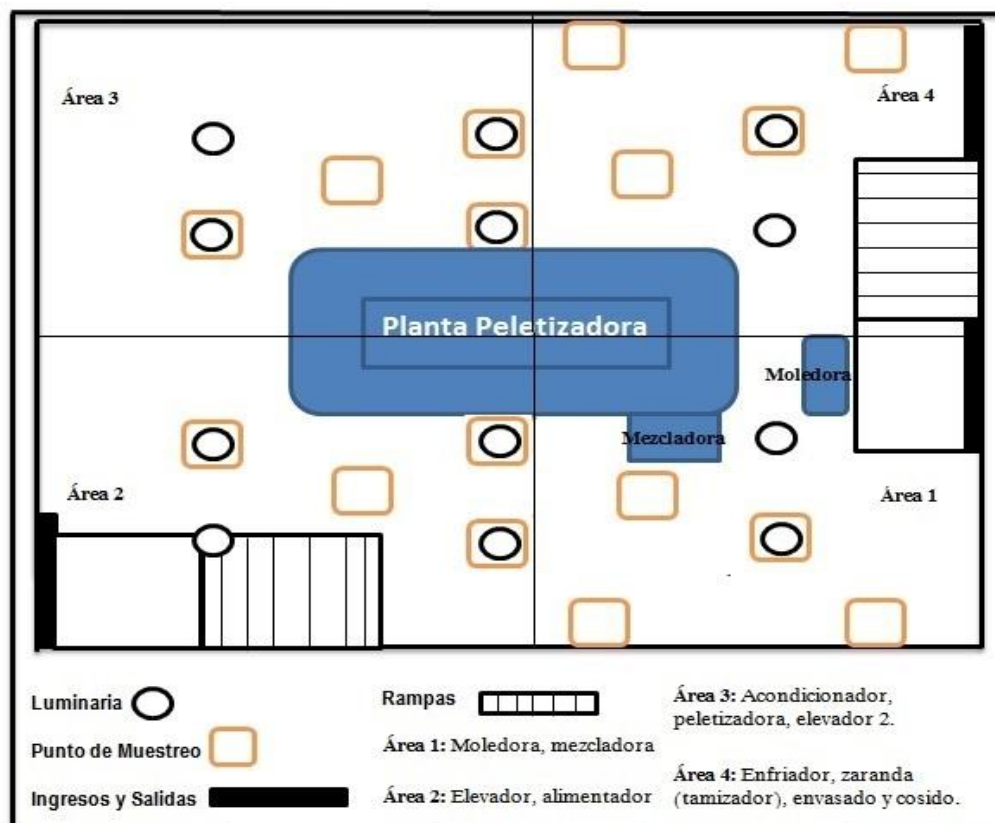 Área 3
Área 4
Planta Peletizadora
Moledora
Mezcladora
Área 2
Área 1
Luminaria
Punto de Muestreo
Ingresos y Salidas
Rampas
Área 1: Moledora, mezcladora
Área 2: Elevador, alimentador
Área 3: Acondicionador,
peletizadora, elevador 2.
Área 4: Enfriador, zaranda
(tamizador), envasado y cosido.